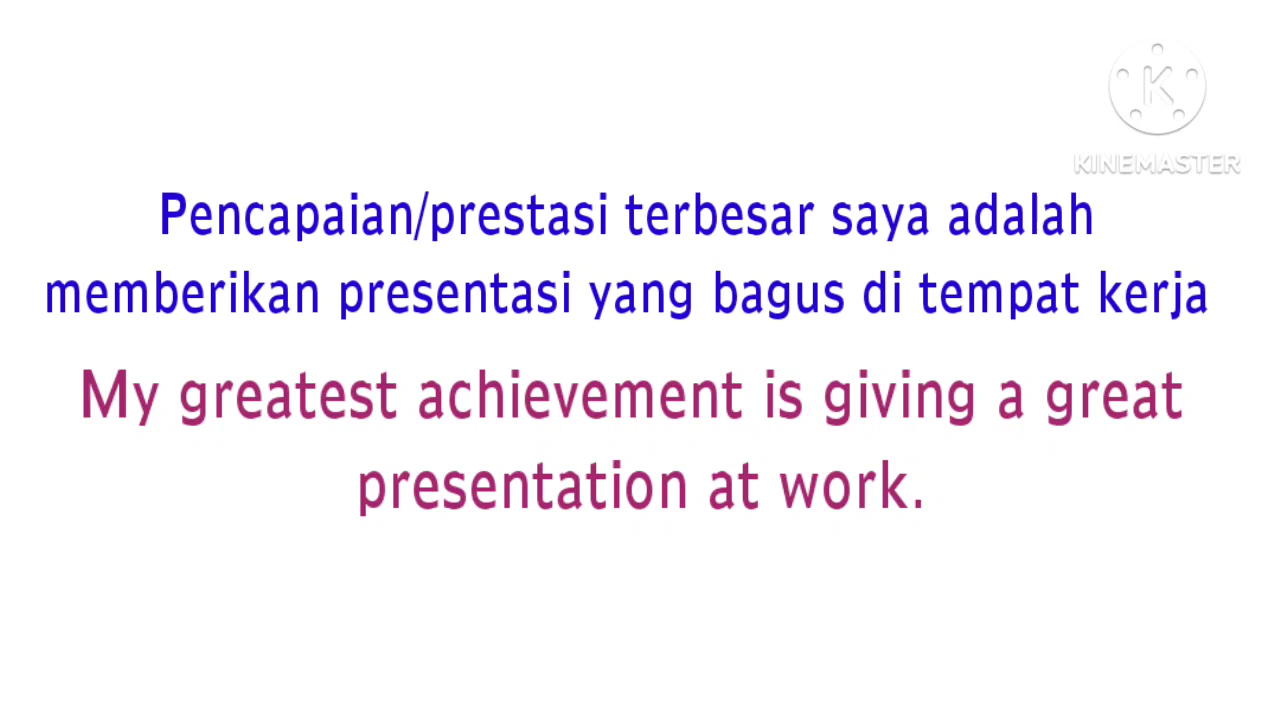 KINEMASTER
Pencapaian/prestasi terbesar saya adalah
memberikan presentasi yang bagus di tempat kerja
My greatest achievement is giving a great
presentation at work.